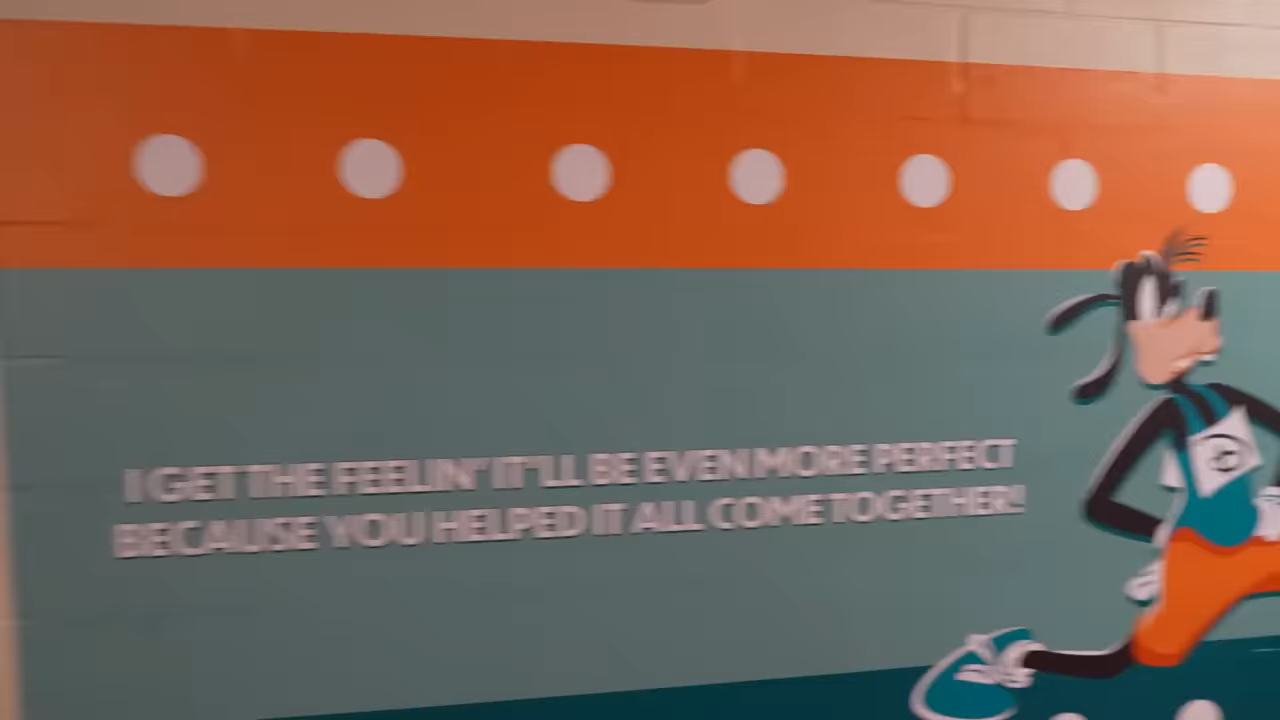 I GET THE FEELIN' IT'LL BE EVEN MORE PERFECT
BECAUSE YOU HELPED IT ALL COME TOGETHER!